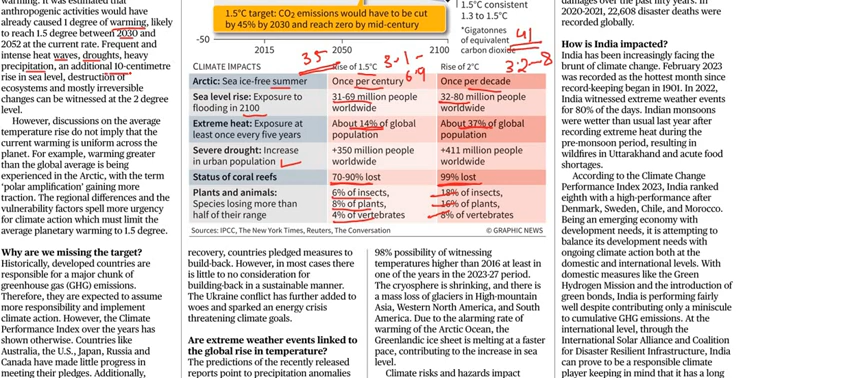 warming. It was estimated that
anthropogenic activities would have
already caused 1 degree of warming, likely
to reach 1.5 degree between 2030 and
2052 at the current rate. Frequent and
intense heat waves, droughts, heavy
precipitation, an additional 10-centimetre
rise in sea level, destruction of
ecosystems and mostly irreversible
changes can be witnessed at the 2 degree
level.
However, discussions on the average
temperature rise do not imply that the
current warming is uniform across the
planet. For example, warming greater
than the global average is being
experienced in the Arctic, with the term
‘polar amplification’ gaining more
traction. The regional differences and the
vulnerability factors spell more urgency
for climate action which must limit the
average planetary warming to 1.5 degree.
Why are we missing the target?
Historically, developed countries are
responsible for a major chunk of
greenhouse gas (GHG) emissions.
Therefore, they are expected to assume
more responsibility and implement
climate action. However, the Climate
Performance Index over the years has
shown otherwise. Countries like
Australia, the U.S., Japan, Russia and
Canada have made little progress in
meeting their pledges. Additionally,
1.5°C target: CO2 emissions would have to be cut
by 45% by 2030 and reach zero by mid-century
1.5°C consistent
1.3 to 1.5°C
-50
2015
2050
2100
*Gigatonnes
of equivalent
carbon dioxide
41
35
3-1-
6.9
3.2-8
CLIMATE IMPACTS Rise of 1.5°C Rise of 2°C
Arctic: Sea ice-free summer Once per century Once per decade
Sea level rise: Exposure to 31-69 million people 32-80 million people
flooding in 2100 worldwide worldwide
Extreme heat: Exposure at About 14% of global About 37% of global
least once every five years population population
Severe drought: Increase +350 million people +411 million people
in urban population worldwide worldwide
Status of coral reefs 70-90% lost 99% lost
Plants and animals: 6% of insects, 18% of insects,
Species losing more than 8% of plants, 16% of plants,
half of their range 4% of vertebrates 8% of vertebrates
Sources: IPCC, The New York Times, Reuters, The Conversation © GRAPHIC NEWS
recovery, countries pledged measures to
build-back. However, in most cases there
is little to no consideration for
building-back in a sustainable manner.
The Ukraine conflict has further added to
woes and sparked an energy crisis
threatening climate goals.
Are extreme weather events linked to
the global rise in temperature?
The predictions of the recently released
reports point to precipitation anomalies
98% possibility of witnessing
temperatures higher than 2016 at least in
one of the years in the 2023-27 period.
The cryosphere is shrinking, and there is
a mass loss of glaciers in High-mountain
Asia, Western North America, and South
America. Due to the alarming rate of
warming of the Arctic Ocean, the
Greenlandic ice sheet is melting at a faster
pace, contributing to the increase in sea
level.
Climate risks and hazards impact
damages over the past fifty years. In
2020-2021, 22,608 disaster deaths were
recorded globally.
How is India impacted?
India has been increasingly facing the
brunt of climate change. February 2023
was recorded as the hottest month since
record-keeping began in 1901. In 2022,
India witnessed extreme weather events
for 80% of the days. Indian monsoons
were wetter than usual last year after
recording extreme heat during the
pre-monsoon period, resulting in
wildfires in Uttarakhand and acute food
shortages.
According to the Climate Change
Performance Index 2023, India ranked
eighth with a high-performance after
Denmark, Sweden, Chile, and Morocco.
Being an emerging economy with
development needs, it is attempting to
balance its development needs with
ongoing climate action both at the
domestic and international levels. With
domestic measures like the Green
Hydrogen Mission and the introduction of
green bonds, India is performing fairly
well despite contributing only a miniscule
to cumulative GHG emissions. At the
international level, through the
International Solar Alliance and Coalition
for Disaster Resilient Infrastructure, India
can prove to be a responsible climate
player keeping in mind that it has a long